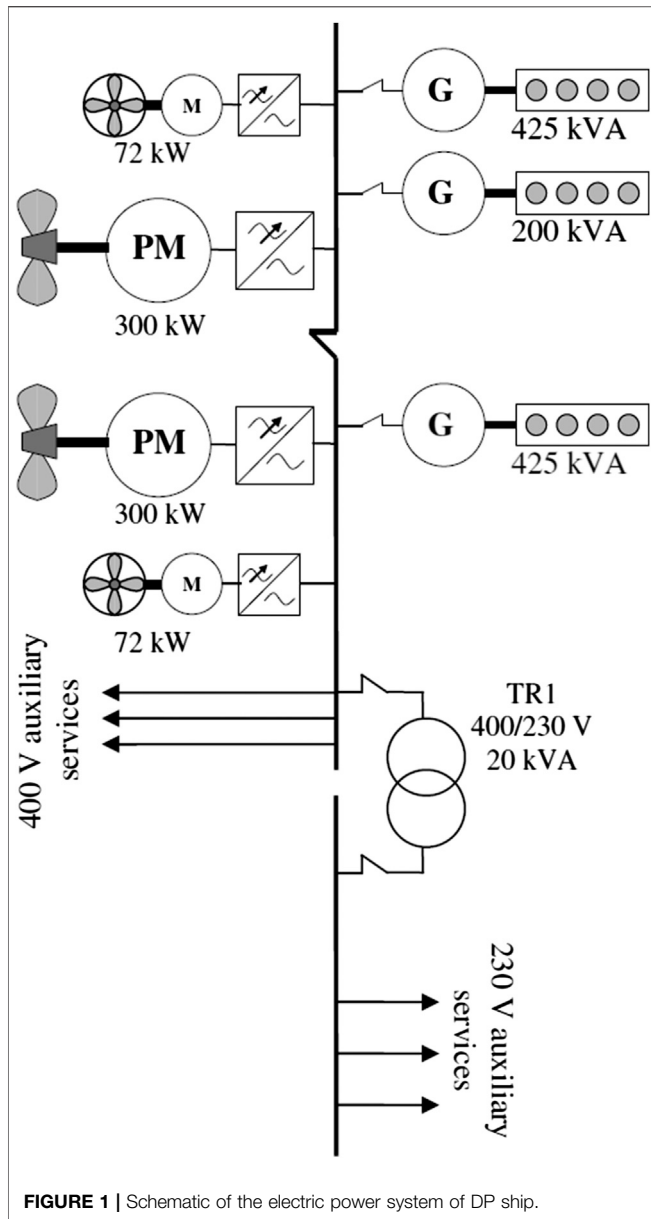 M
72 kW
G
425 kVA
G
200 kVA
PM
300 kW
PM
300 kW
G
425 kVA
M
72 kW
400 V auxiliary
services
TR1
400/230 V
20 kVA
230 V auxiliary
services
FIGURE 1 | Schematic of the electric power system of DP ship.